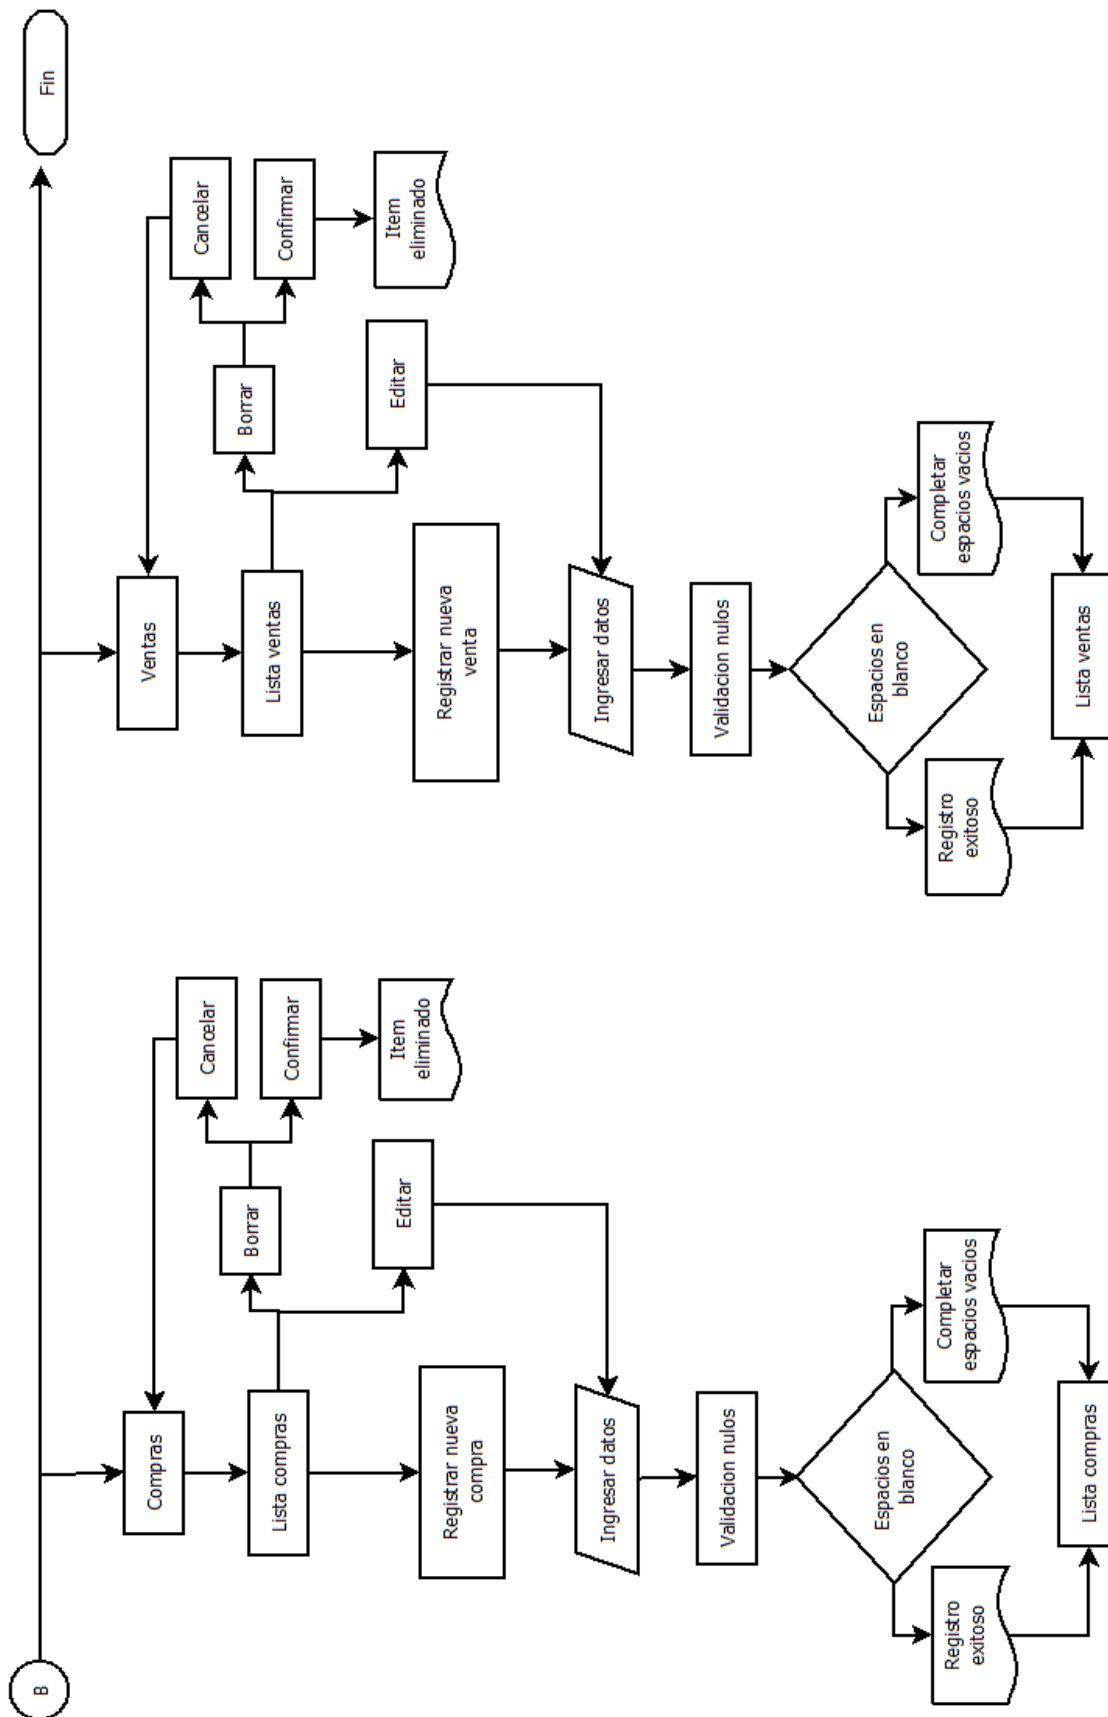 B
Fin
Compras
Cancelar
Borrar
Confirmar
Lista compras
Item
eliminado
Editar
Registrar nueva
compra
Ingresar datos
Validacion nulos
Espacios en
blanco
Registro
exitoso
Completar
espacios vacios
Lista compras
Ventas
Cancelar
Borrar
Confirmar
Lista ventas
Item
eliminado
Editar
Registrar nueva
venta
Ingresar datos
Validacion nulos
Espacios en
blanco
Registro
exitoso
Completar
espacios vacios
Lista ventas